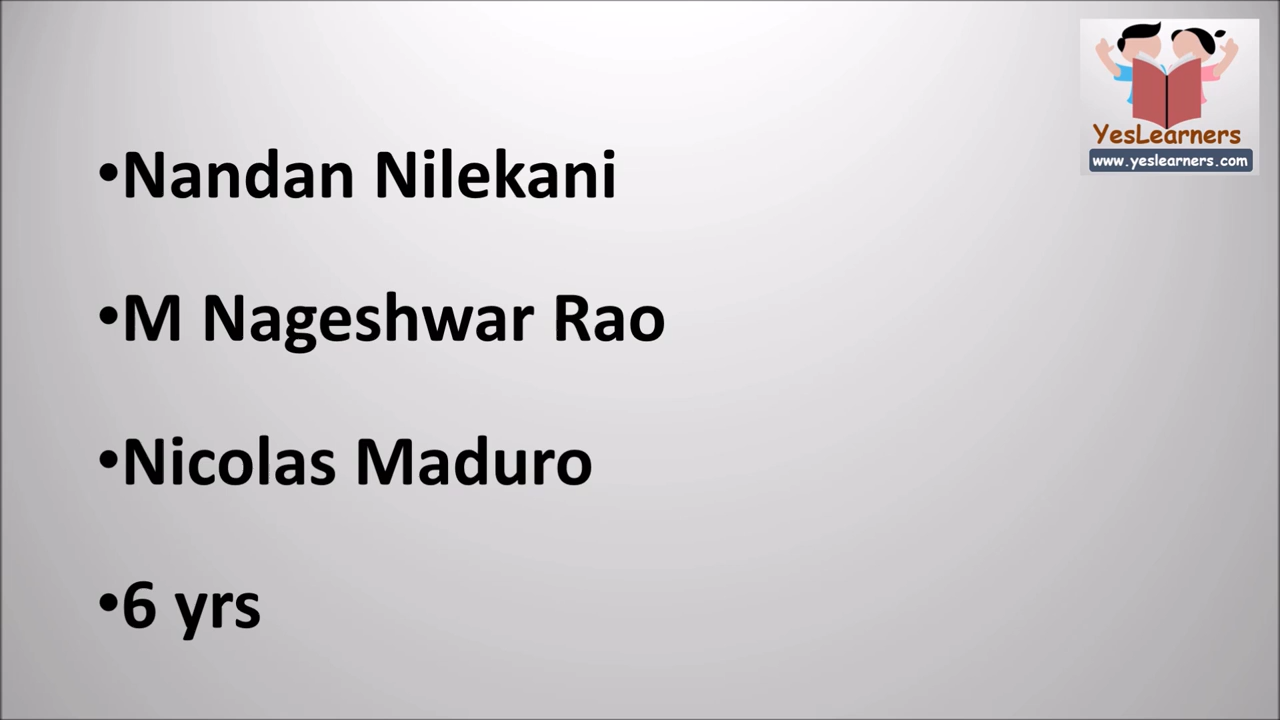 YesLearners
www.yeslearners.com
•Nandan Nilekani
•M Nageshwar Rao
•Nicolas Maduro
•6 yrs